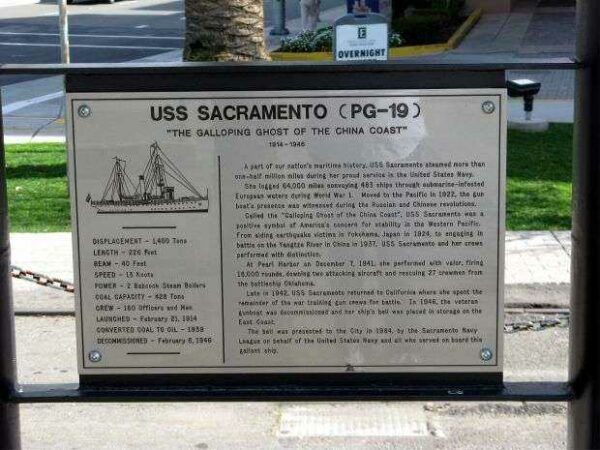 OVERNIGHT
USS SACRAMENTO (PG-19)
"THE GALLOPING GHOST OF THE CHINA COAST"
1914-1946
DISPLACEMENT - 1,400 Tons
LENGTH - 226 Feet
BEAM - 40 Feet
SPEED - 15 Knots
POWER - 2 Babcock Steam Boilers
COAL CAPACITY - 428 Tons
CREW - 160 Officers and Men
LAUNCHED - February 21, 1914
CONVERTED COAL TO OIL - 1939
DECOMMISSIONED - February 6, 1946
A part of our nation's maritime history, USS Sacramento steamed more than
one-half million miles during her proud service in the United States Navy.
She logged 64,000 miles convoying 483 ships through submarine-infested
European waters during World War I. Moved to the Pacific in 1922, the gun
boat's presence was witnessed during the Russian and Chinese revolutions.
Called the "Galloping Ghost of the China Coast", USS Sacramento was a
positive symbol of America's concern for stability in the Western Pacific.
From aiding earthquake victims in Yokohama, Japan in 1924, to engaging in
battle on the Yangtze River in China in 1937, USS Sacramento and her crews
performed with distinction.
At Pearl Harbor on December 7, 1941, she performed with valor, firing
16,000 rounds, downing two attacking aircraft and rescuing 27 crewmen from
the battleship Oklahoma.
Late in 1942, USS Sacramento returned to California where she spent the
remainder of the war training gun crews for battle. In 1946, the veteran
gunboat was decommissioned and her ship's bell was placed in storage on the
East Coast.
The bell was presented to the City in 1984, by the Sacramento Navy
League on behalf of the United States Navy and all who served on board this
gallant ship.